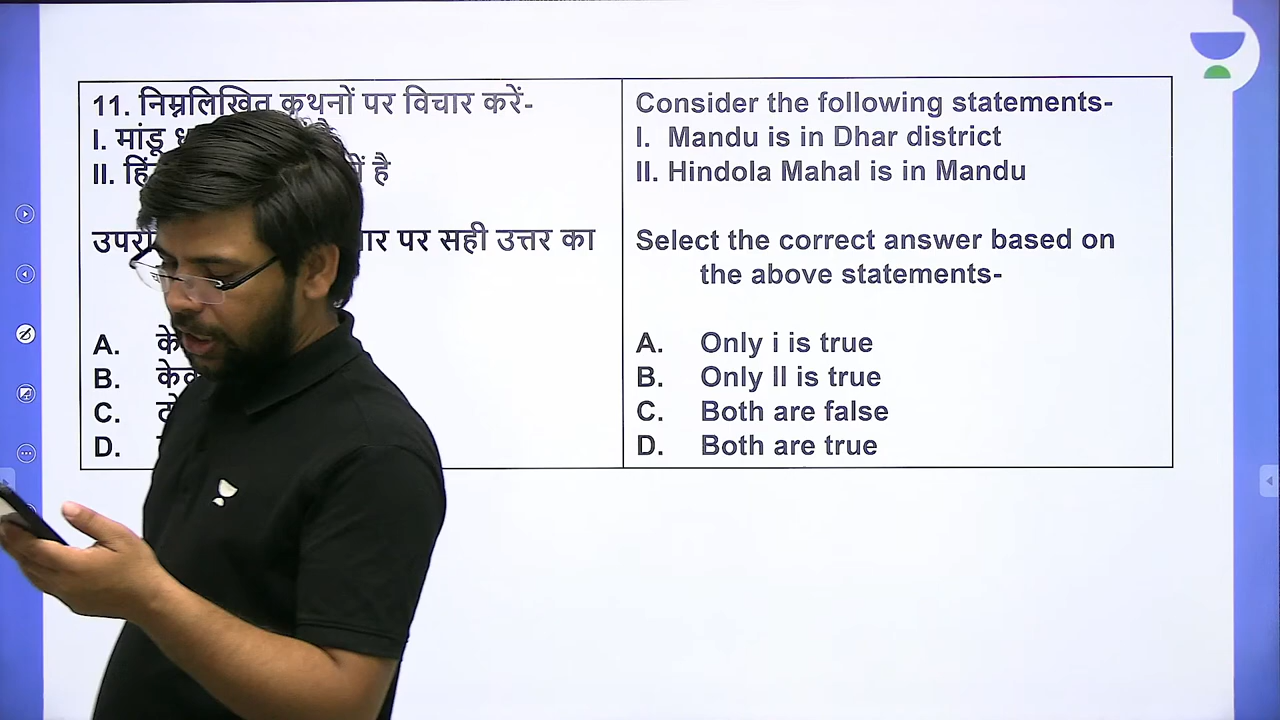 11. निम्नलिखित कथनों पर विचार करें-
I. मांडू
II. है
पर सही उत्तर का
A.
B.
C.
D.
Consider the following statements-
I. Mandu is in Dhar district
II. Hindola Mahal is in Mandu
Select the correct answer based on
the above statements-
A. Only i is true
B. Only II is true
C. Both are false
D. Both are true